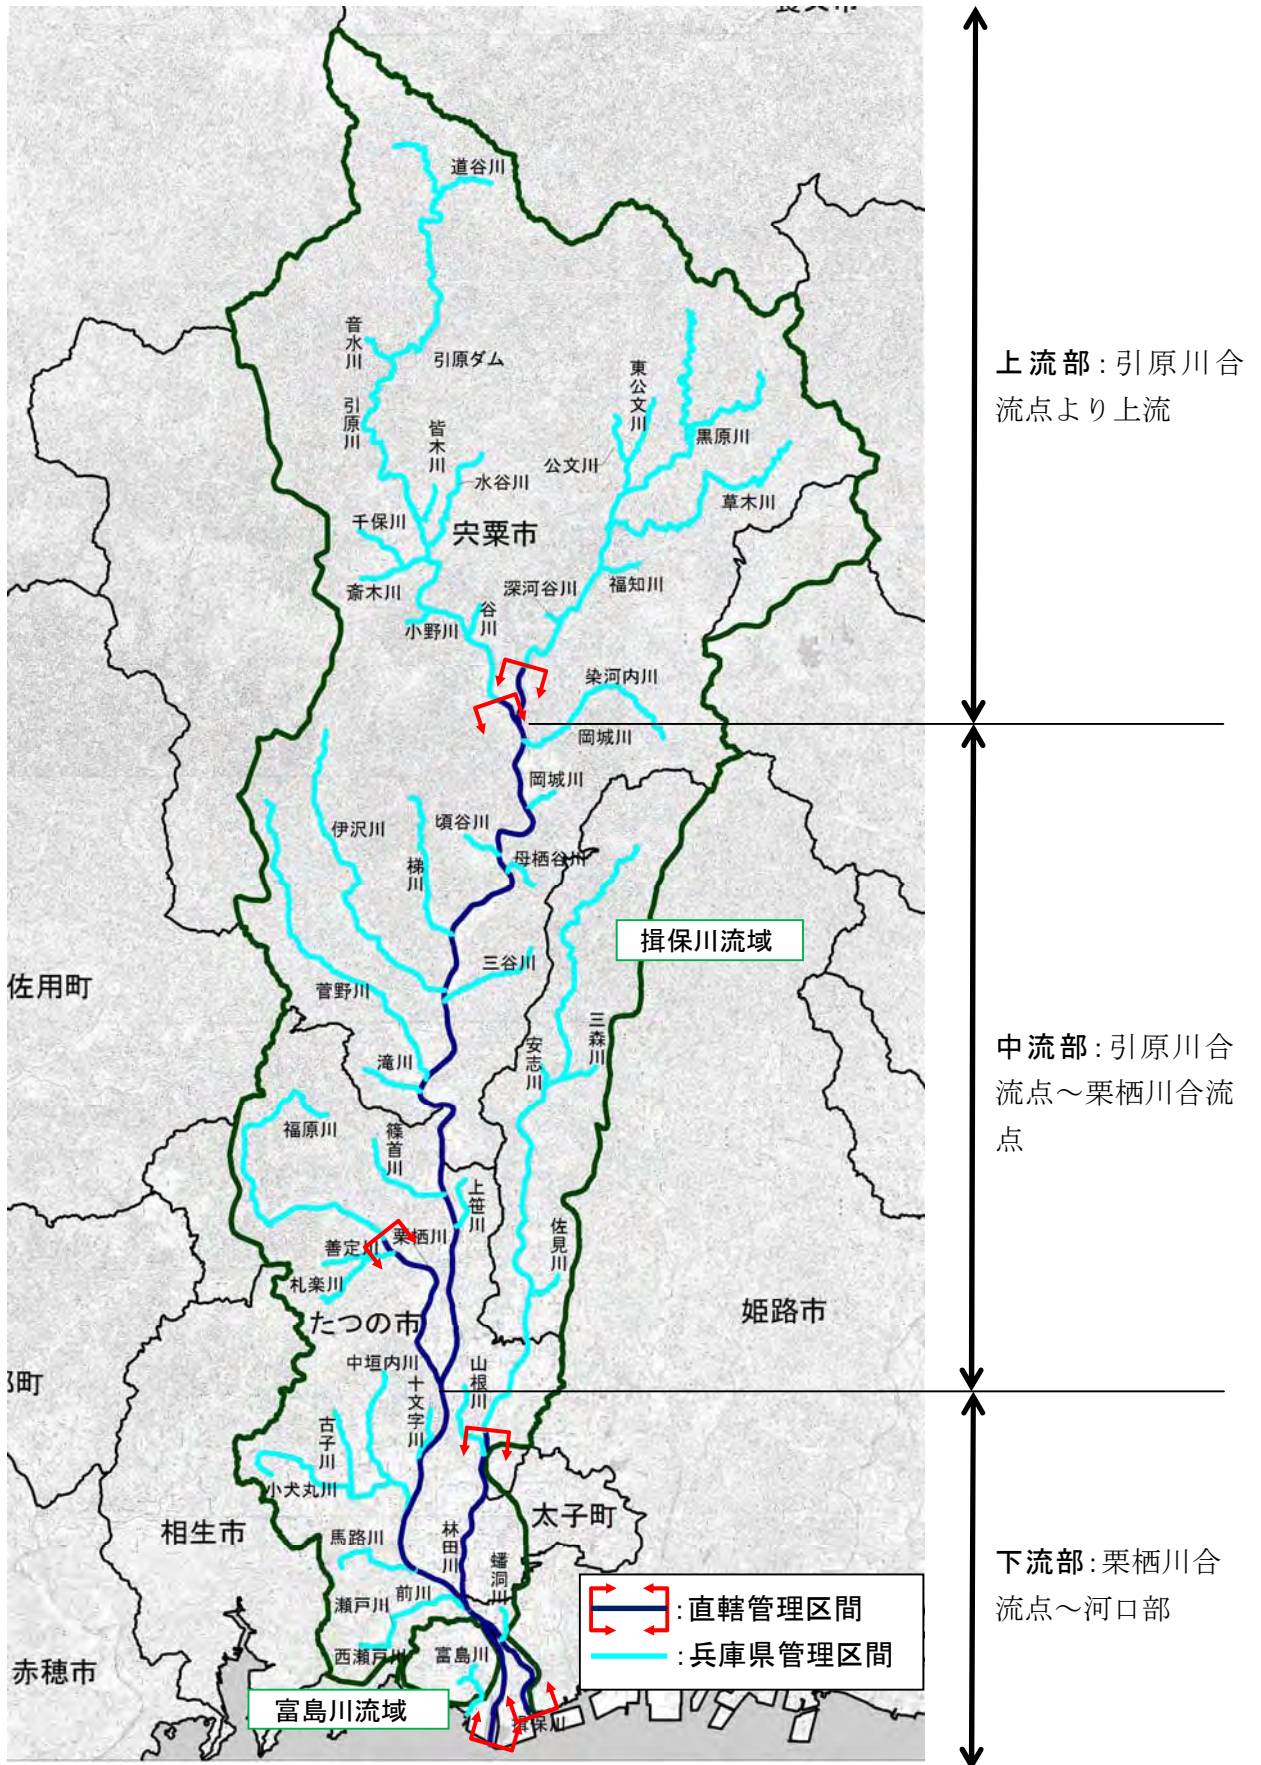 養父市
道谷川
音水川
引原ダム
引原川
東公文川
皆木川
黒原川
公文川
水谷川
草木川
千保川
宍粟市
斎木川
深河谷川
福知川
谷川
小野川
染河内川
岡城川
岡城川
伊沢川
頃谷川
梯川
母栖谷川
揖保川流域
三谷川
佐用町
菅野川
三森川
安志川
滝川
福原川
篠首川
上笹川
栗栖川
善定川
佐見川
札楽川
たつの市
姫路市
中垣内川
山根川
十文字川
古子川
小犬丸川
相生市
太子町
林田川
馬路川
蟠洞川
前川
瀬戸川
西瀬戸川
富島川
赤穂市
富島川流域
揖保川
上流部：引原川合
流点より上流
中流部：引原川合
流点～栗栖川合流
点
下流部：栗栖川合
流点～河口部
：直轄管理区間
：兵庫県管理区間